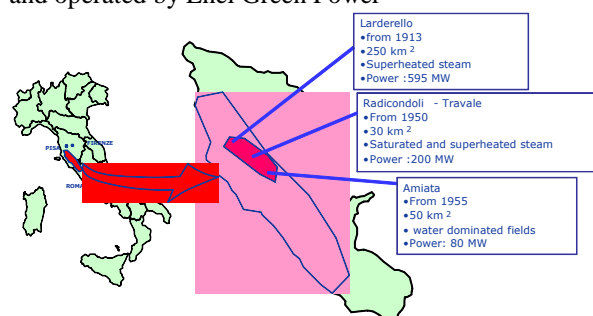 and operated by Enel Green Power
Larderello
•from 1913
•250 km 2
•Superheated steam
•Power :595 MW
Radicondoli - Travale
•From 1950
•30 km 2
•Saturated and superheated steam
•Power :200 MW
Amiata
•From 1955
•50 km 2
• water dominated fields
•Power: 80 MW
PISA
FIRENZE
ROMA